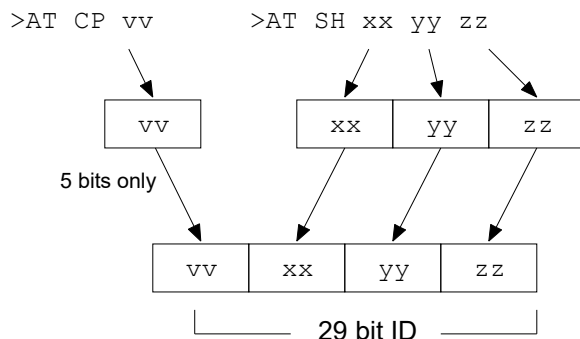 >AT CP vv >AT SH xx yy zz
vv xx yy zz
5 bits only
vv xx yy zz
29 bit ID